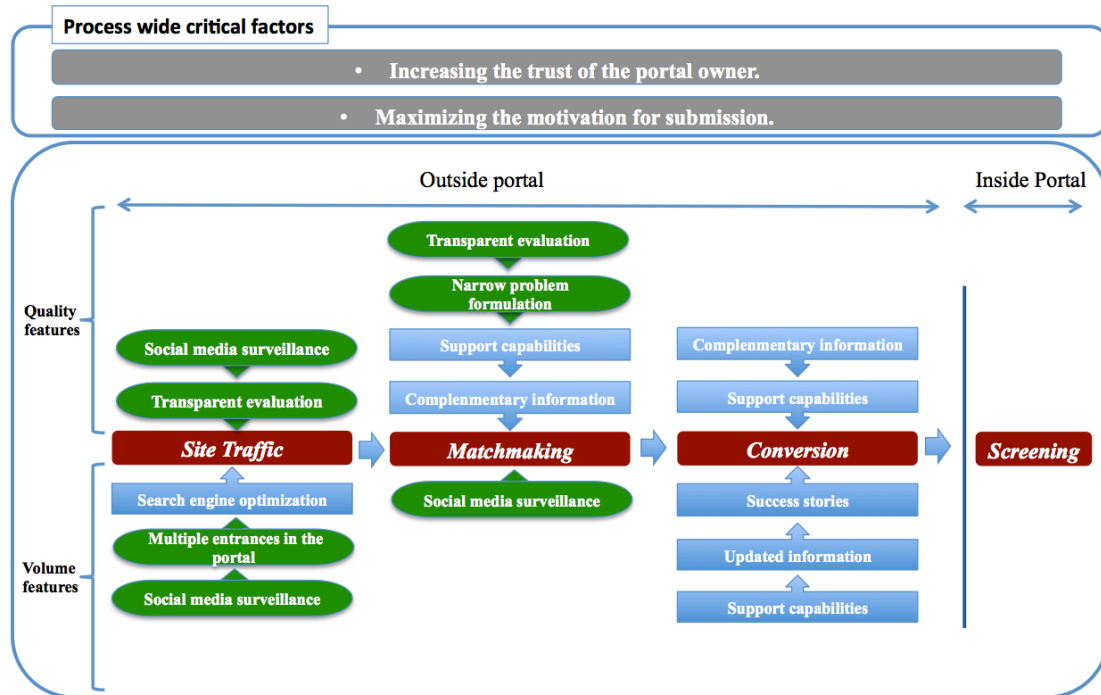 Process wide critical factors
• Increasing the trust of the portal owner.
• Maximizing the motivation for submission.
Outside portal
Inside Portal
Quality
features
Transparent evaluation
Narrow problem
formulation
Social media surveillance
Support capabilities
Complenmentary information
Transparent evaluation
Complenmentary information
Support capabilities
Site Traffic
Matchmaking
Conversion
Screening
Volume
features
Search engine optimization
Multiple entrances in the
portal
Social media surveillance
Social media surveillance
Success stories
Updated information
Support capabilities